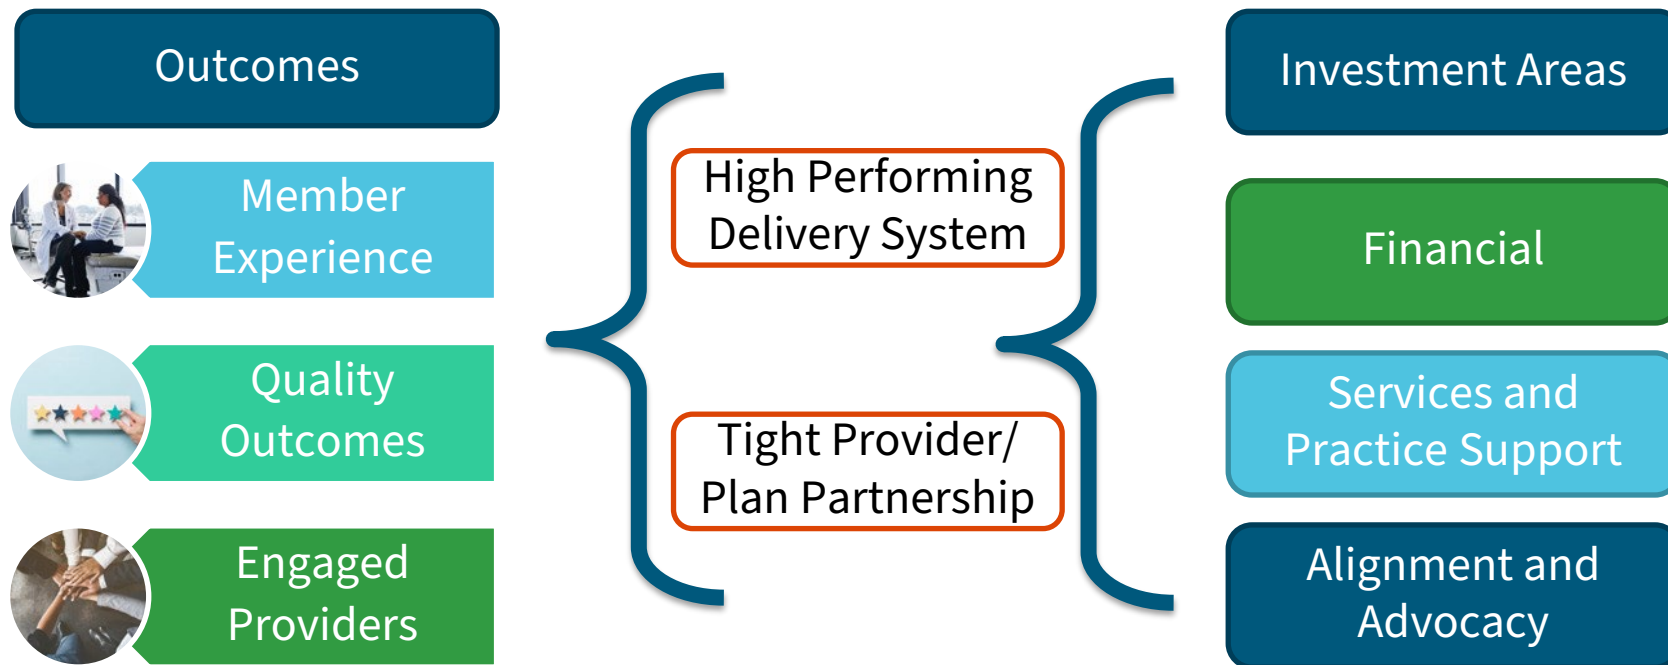 Outcomes
Member
Experience
Quality
Outcomes
Engaged
Providers
High Performing
Delivery System
Tight Provider/
Plan Partnership
Investment Areas
Financial
Services and
Practice Support
Alignment and
Advocacy